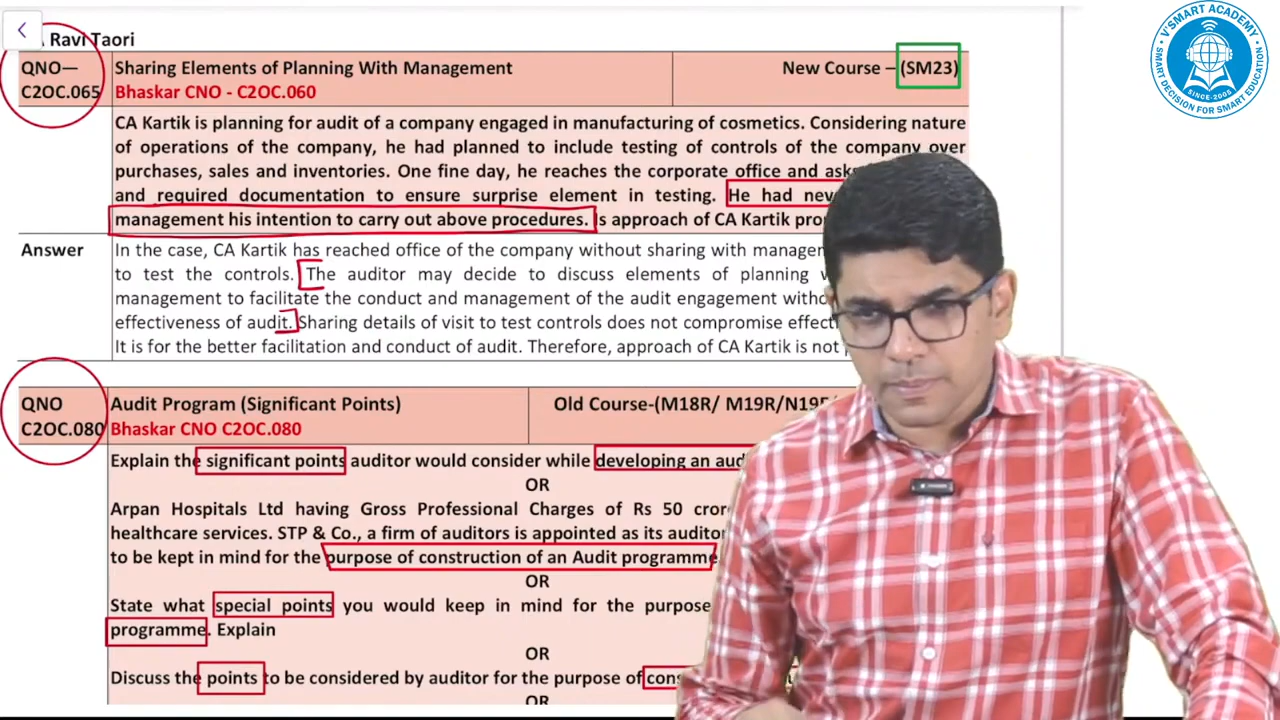 Ravi Taori
V'SMART ACADEMY
SMART DECISION FOR SMART EDUCATION
SINCE-2005
QNO— Sharing Elements of Planning With Management New Course – (SM23)
C2OC.065 Bhaskar CNO - C2OC.060
CA Kartik is planning for audit of a company engaged in manufacturing of cosmetics. Considering nature
of operations of the company, he had planned to include testing of controls of the company over
purchases, sales and inventories. One fine day, he reaches the corporate office and
and required documentation to ensure surprise element in testing. He had
management his intention to carry out above procedures. Is approach of CA Kartik
Answer In the case, CA Kartik has reached office of the company without sharing with
to test the controls. The auditor may decide to discuss elements of planning
management to facilitate the conduct and management of the audit engagement
effectiveness of audit. Sharing details of visit to test controls does not compromise
It is for the better facilitation and conduct of audit. Therefore, approach of CA Kartik is not
QNO Audit Program (Significant Points) Old Course-(M18R/ M19R/
C2OC.080 Bhaskar CNO C2OC.080
Explain the significant points auditor would consider while developing an
OR
Arpan Hospitals Ltd having Gross Professional Charges of Rs 50
healthcare services. STP & Co., a firm of auditors is appointed as its
to be kept in mind for the purpose of construction of an Audit programme
OR
State what special points you would keep in mind for the purpose
programme. Explain
OR
Discuss the points to be considered by auditor for the purpose of
OR